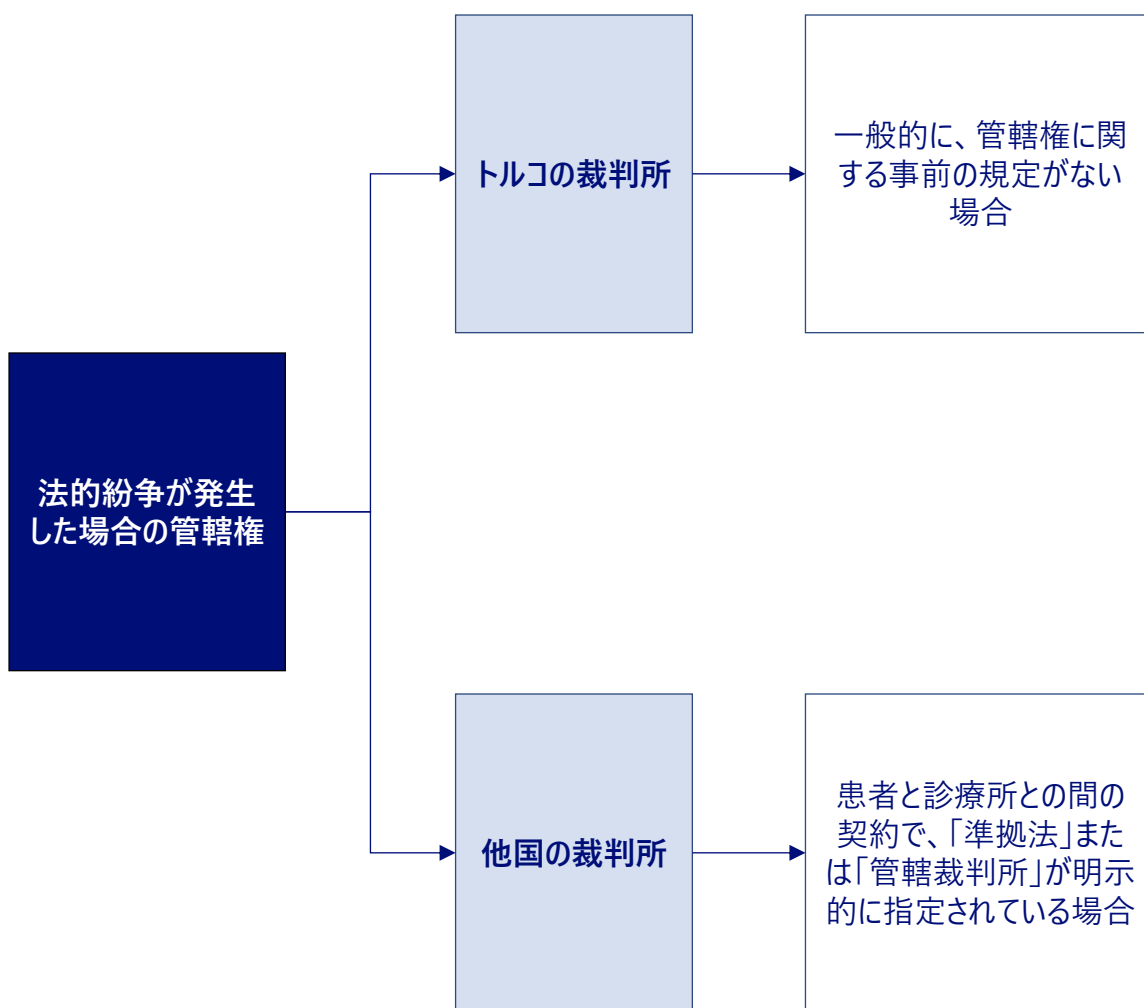 トルコの裁判所
一般的に、管轄権に関
する事前の規定がない
場合
法的紛争が発生
した場合の管轄権
他国の裁判所
患者と診療所との間の
契約で、「準拠法」また
は「管轄裁判所」が明示
的に指定されている場合